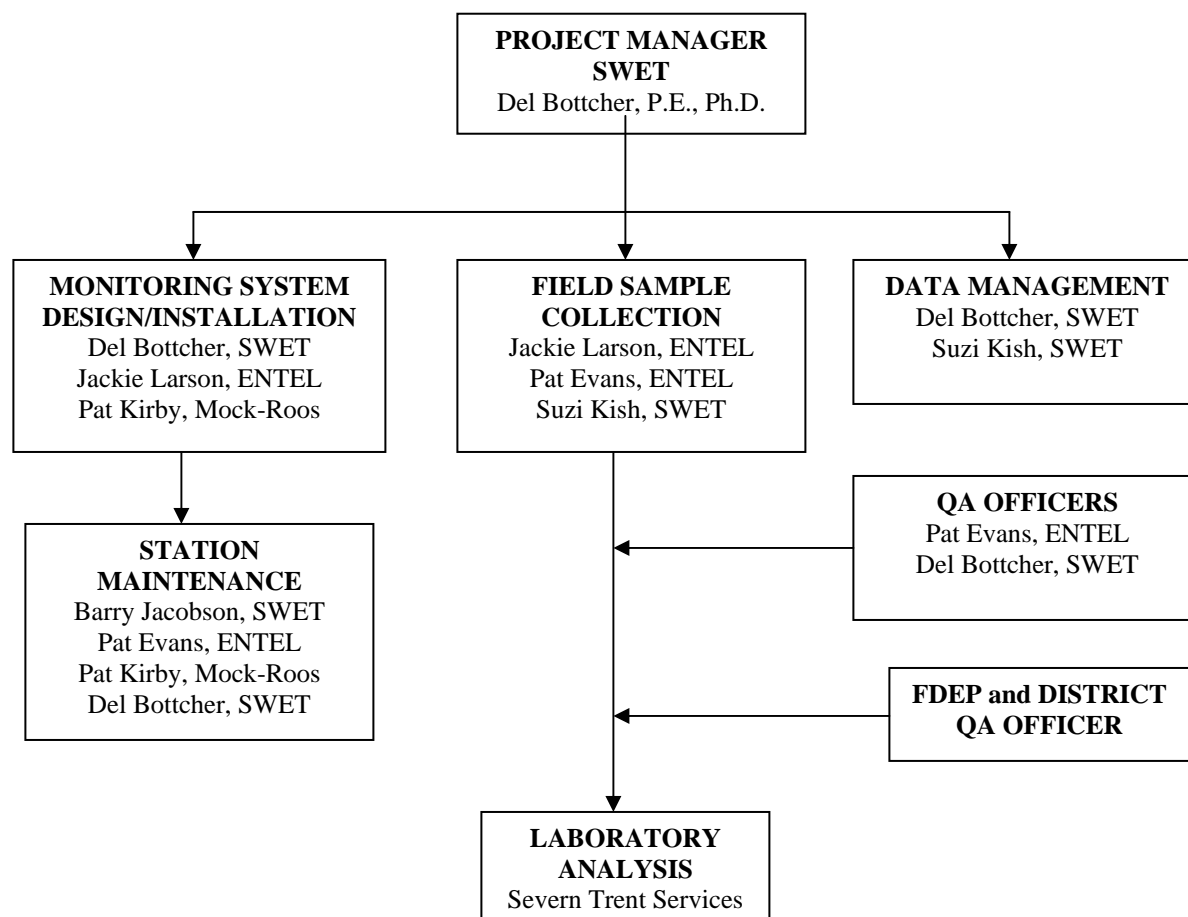 PROJECT MANAGER
SWET
Del Bottcher, P.E., Ph.D.
MONITORING SYSTEM
DESIGN/INSTALLATION
Del Bottcher, SWET
Jackie Larson, ENTEL
Pat Kirby, Mock-Roos
FIELD SAMPLE
COLLECTION
Jackie Larson, ENTEL
Pat Evans, ENTEL
Suzi Kish, SWET
DATA MANAGEMENT
Del Bottcher, SWET
Suzi Kish, SWET
STATION
MAINTENANCE
Barry Jacobson, SWET
Pat Evans, ENTEL
Pat Kirby, Mock-Roos
Del Bottcher, SWET
QA OFFICERS
Pat Evans, ENTEL
Del Bottcher, SWET
FDEP and DISTRICT
QA OFFICER
LABORATORY
ANALYSIS
Severn Trent Services